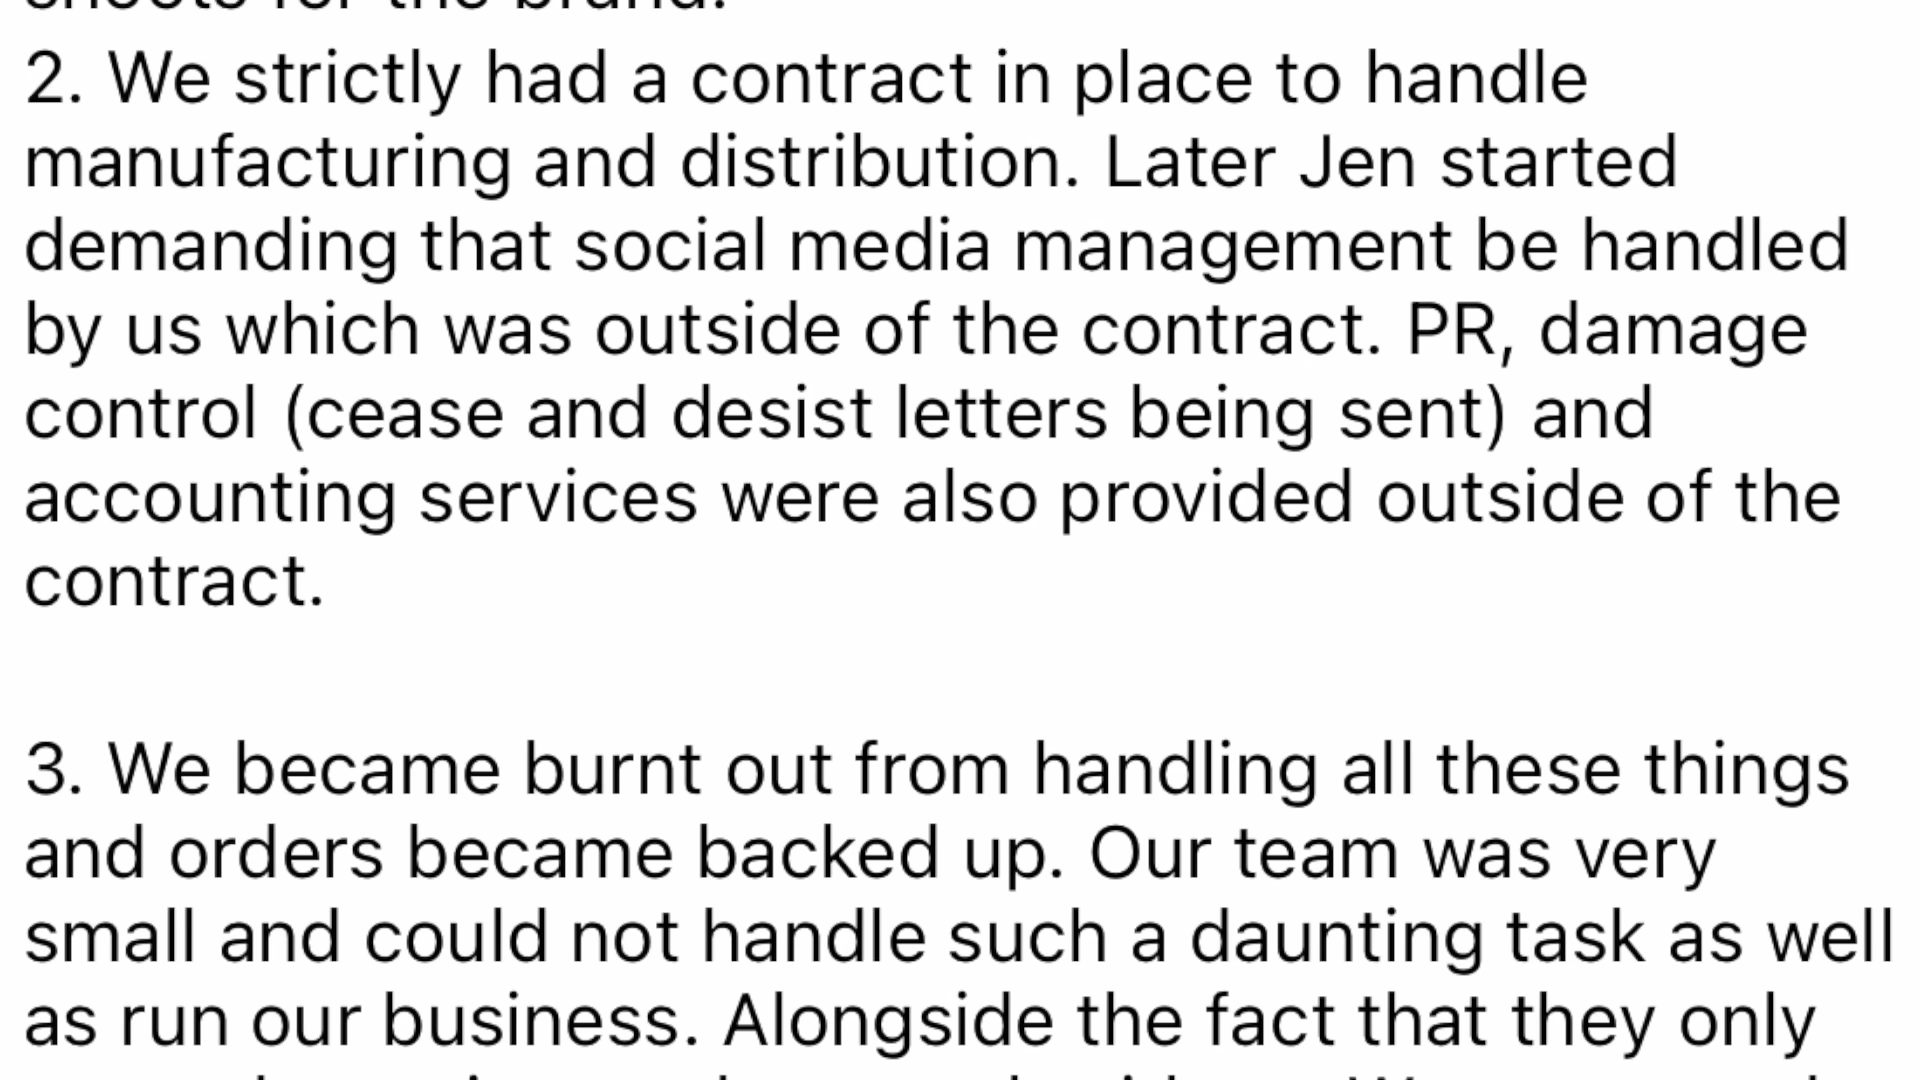 for the brand.
2. We strictly had a contract in place to handle
manufacturing and distribution. Later Jen started
demanding that social media management be handled
by us which was outside of the contract. PR, damage
control (cease and desist letters being sent) and
accounting services were also provided outside of the
contract.
3. We became burnt out from handling all these things
and orders became backed up. Our team was very
small and could not handle such a daunting task as well
as run our business. Alongside the fact that they only